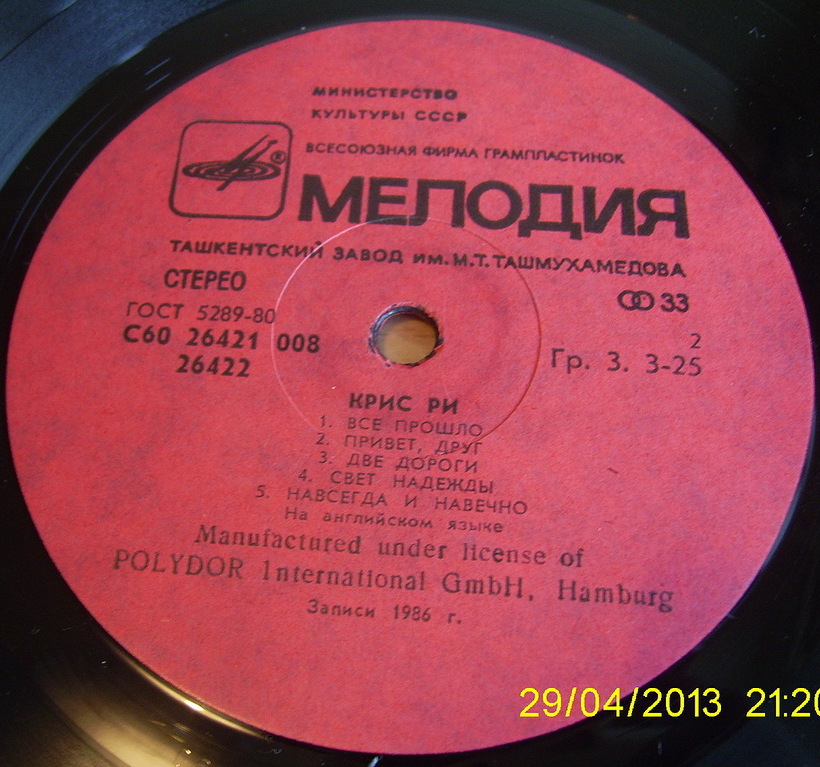 МИНИСТЕРСТВО
КУЛЬТУРЫ СССР
ВСЕСОЮЗНАЯ ФИРМА ГРАМПЛАСТИНОК
®
МЕЛОДИЯ
ТАШКЕНТСКИЙ ЗАВОД ИМ. М.Т. ТАШМУХАМЕДОВА
СТЕРЕО
33
ГОСТ 5289-80
С60 26421 008
26422
2
Гр. 3. 3-25
КРИС РИ
1. ВСЕ ПРОШЛО
2. ПРИВЕТ, ДРУГ
3. ДВЕ ДОРОГИ
4. СВЕТ НАДЕЖДЫ
5. НАВСЕГДА И НАВЕЧНО
На английском языке
Manufactured under license of
POLYDOR International GmbH, Hamburg
Записи 1986 г.
29/04/2013 21:20